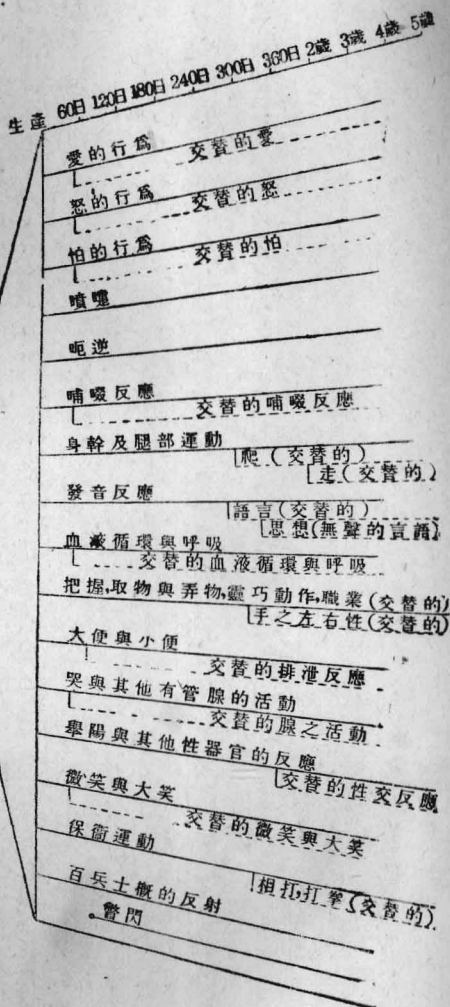 生產 60日 120日 180日 240日 300日 360日 2歲 3歲 4歲 5歲
愛的行爲 交替的愛
怒的行爲 交替的怒
怕的行爲 交替的怕
噴嚏
呃逆
哺啜反應
交替的哺啜反應
身幹及腿部運動
爬(交替的)
走(交替的)
發音反應
語言(交替的)
思想(無聲的言語)
血液循環與呼吸
交替的血液循環與呼吸
把握,取物與弄物,靈巧動作,職業(交替的)
手之左右性(交替的)
大便與小便
交替的排泄反應
哭與其他有管腺的活動
交替的腺之活動
舉陽與其他性器官的反應
交替的性交反應
微笑與大笑
交替的微笑與大笑
保衞運動
相扛,扛拳(交替的)
百兵士概的反射
瞥閃